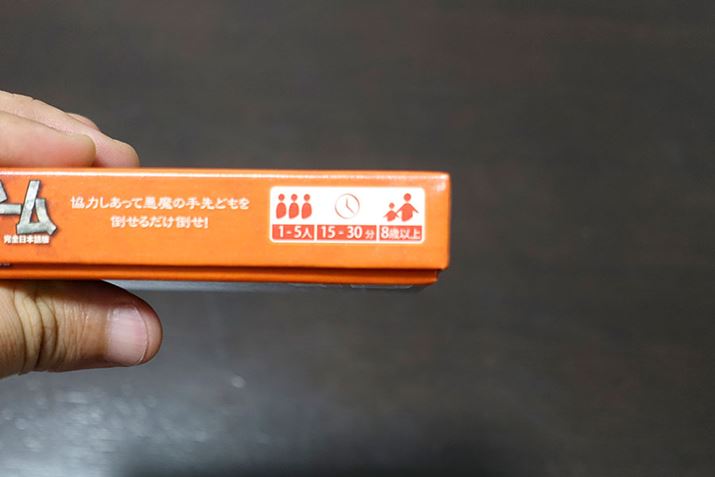 ーム
完全日本語版
協力しあって悪魔の手先どもを
倒せるだけ倒せ!
1-5人 15-30分 8歳以上